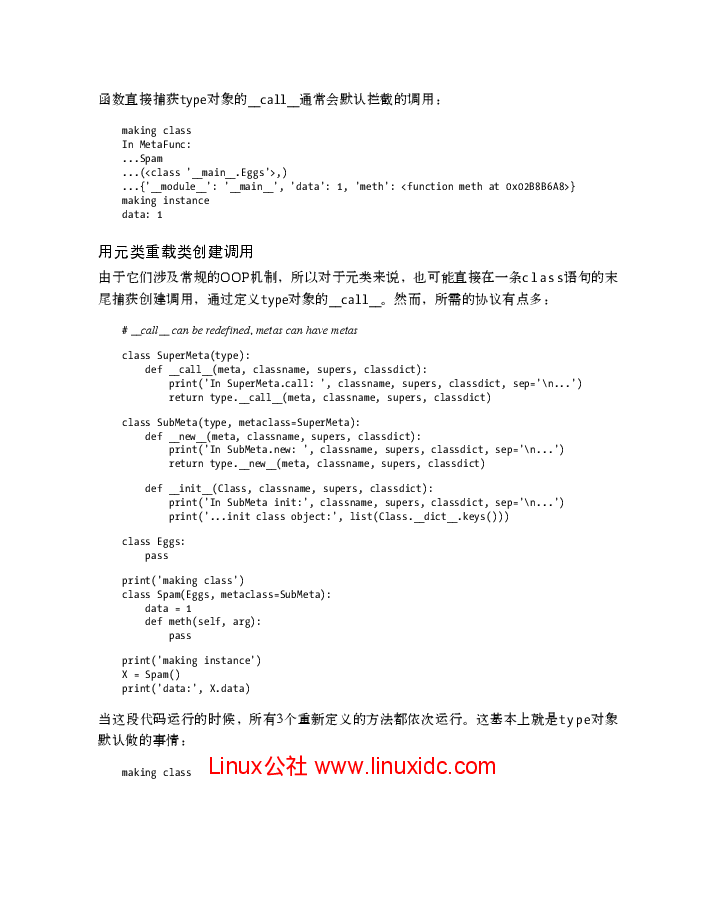 函数直接捕获type对象的__call__通常会默认拦截的调用：
making class
In MetaFunc:
...Spam
...(<class '__main__.Eggs'>,)
...{'__module__': '__main__', 'data': 1, 'meth': <function meth at 0x02B8B6A8>}
making instance
data: 1
用元类重载类创建调用
由于它们涉及常规的OOP机制，所以对于元类来说，也可能直接在一条class语句的末
尾捕获创建调用，通过定义type对象的__call__。然而，所需的协议有点多：
# __call__ can be redefined, metas can have metas
class SuperMeta(type):
    def __call__(meta, classname, supers, classdict):
        print('In SuperMeta.call: ', classname, supers, classdict, sep='\n...')
        return type.__call__(meta, classname, supers, classdict)
class SubMeta(type, metaclass=SuperMeta):
    def __new__(meta, classname, supers, classdict):
        print('In SubMeta.new: ', classname, supers, classdict, sep='\n...')
        return type.__new__(meta, classname, supers, classdict)
    def __init__(Class, classname, supers, classdict):
        print('In SubMeta init:', classname, supers, classdict, sep='\n...')
        print('...init class object:', list(Class.__dict__.keys()))
class Eggs:
    pass
print('making class')
class Spam(Eggs, metaclass=SubMeta):
    data = 1
    def meth(self, arg):
        pass
print('making instance')
X = Spam()
print('data:', X.data)
当这段代码运行的时候，所有3个重新定义的方法都依次运行。这基本上就是type对象
默认做的事情：
making class
Linux公社 www.linuxidc.com